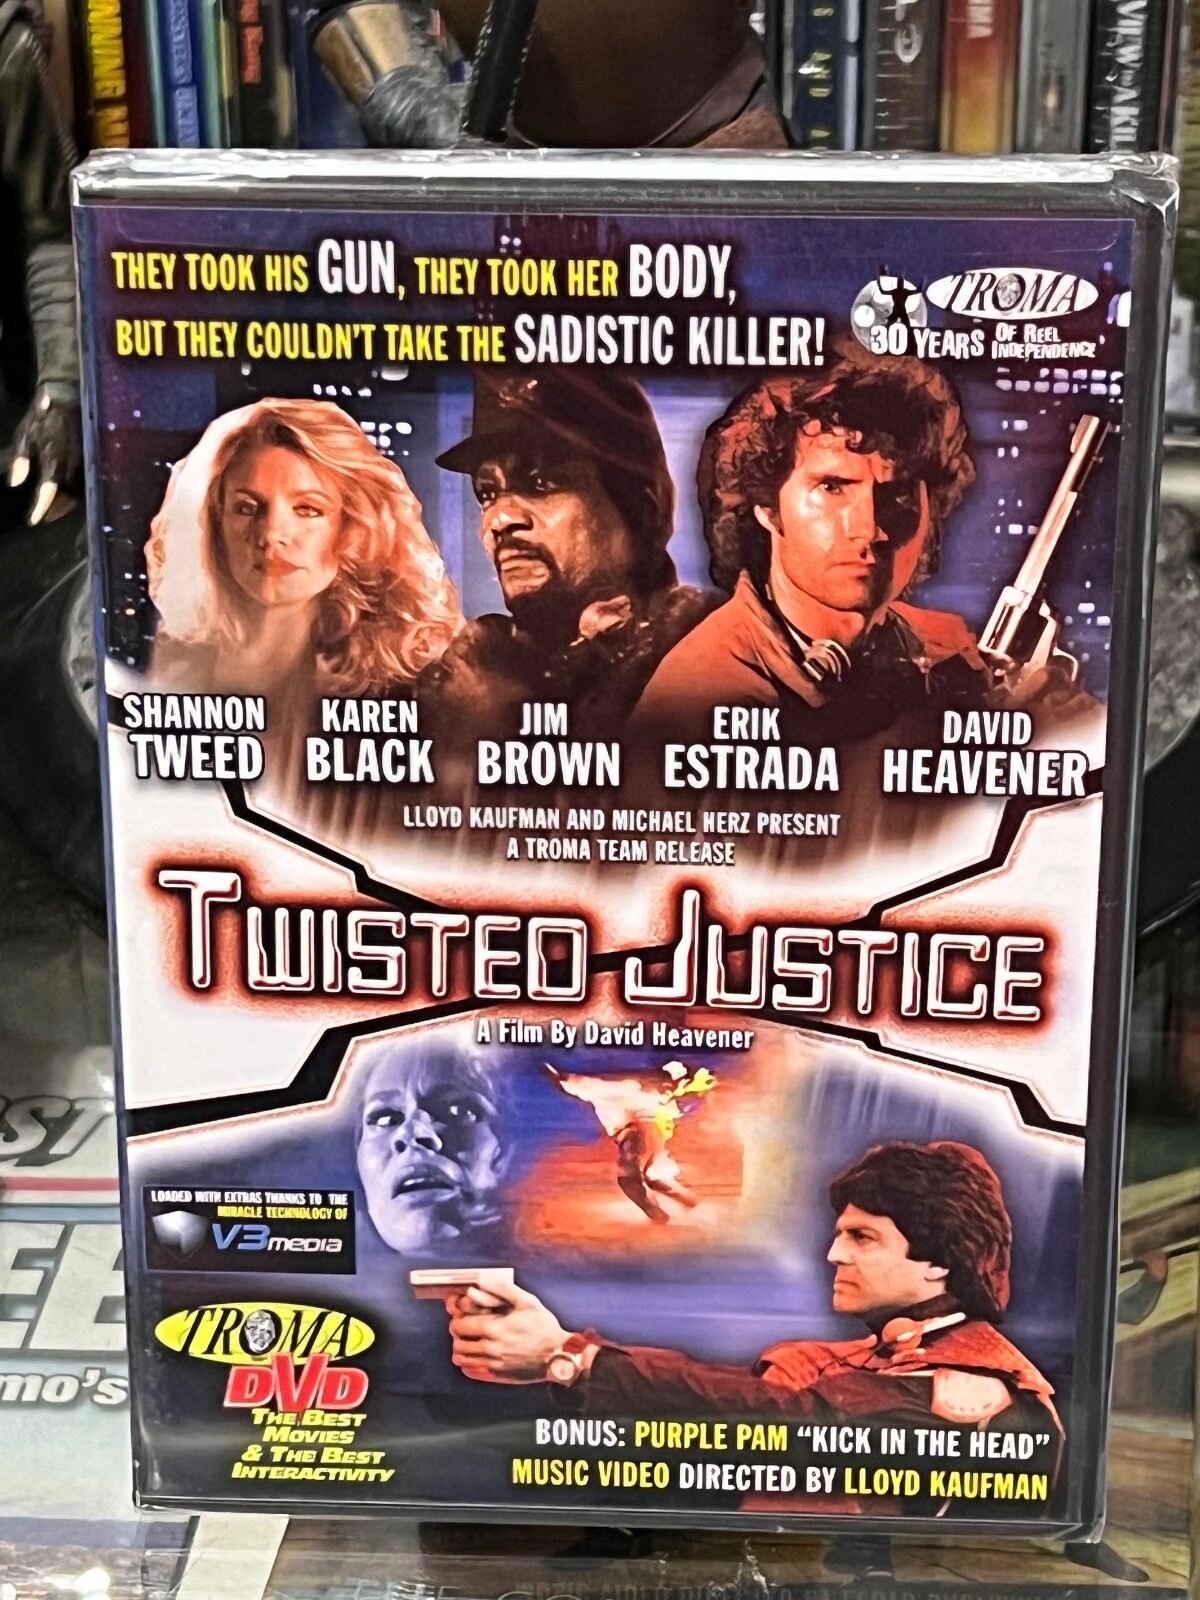 VIEW TO A KIL
THEY TOOK HIS GUN, THEY TOOK HER BODY,
BUT THEY COULDN'T TAKE THE SADISTIC KILLER!
TROMA
30 YEARS OF REEL INDEPENDENCE
SHANNON TWEED
KAREN BLACK
JIM BROWN
ERIK ESTRADA
DAVID HEAVENER
LLOYD KAUFMAN AND MICHAEL HERZ PRESENT
A TROMA TEAM RELEASE
TWISTED JUSTICE
A Film By David Heavener
LOADED WITH EXTRAS THANKS TO THE
MIRACLE TECHNOLOGY OF
V3media
TROMA
DVD
THE BEST
MOVIES
& THE BEST
INTERACTIVITY
BONUS: PURPLE PAM “KICK IN THE HEAD”
MUSIC VIDEO DIRECTED BY LLOYD KAUFMAN
mo's